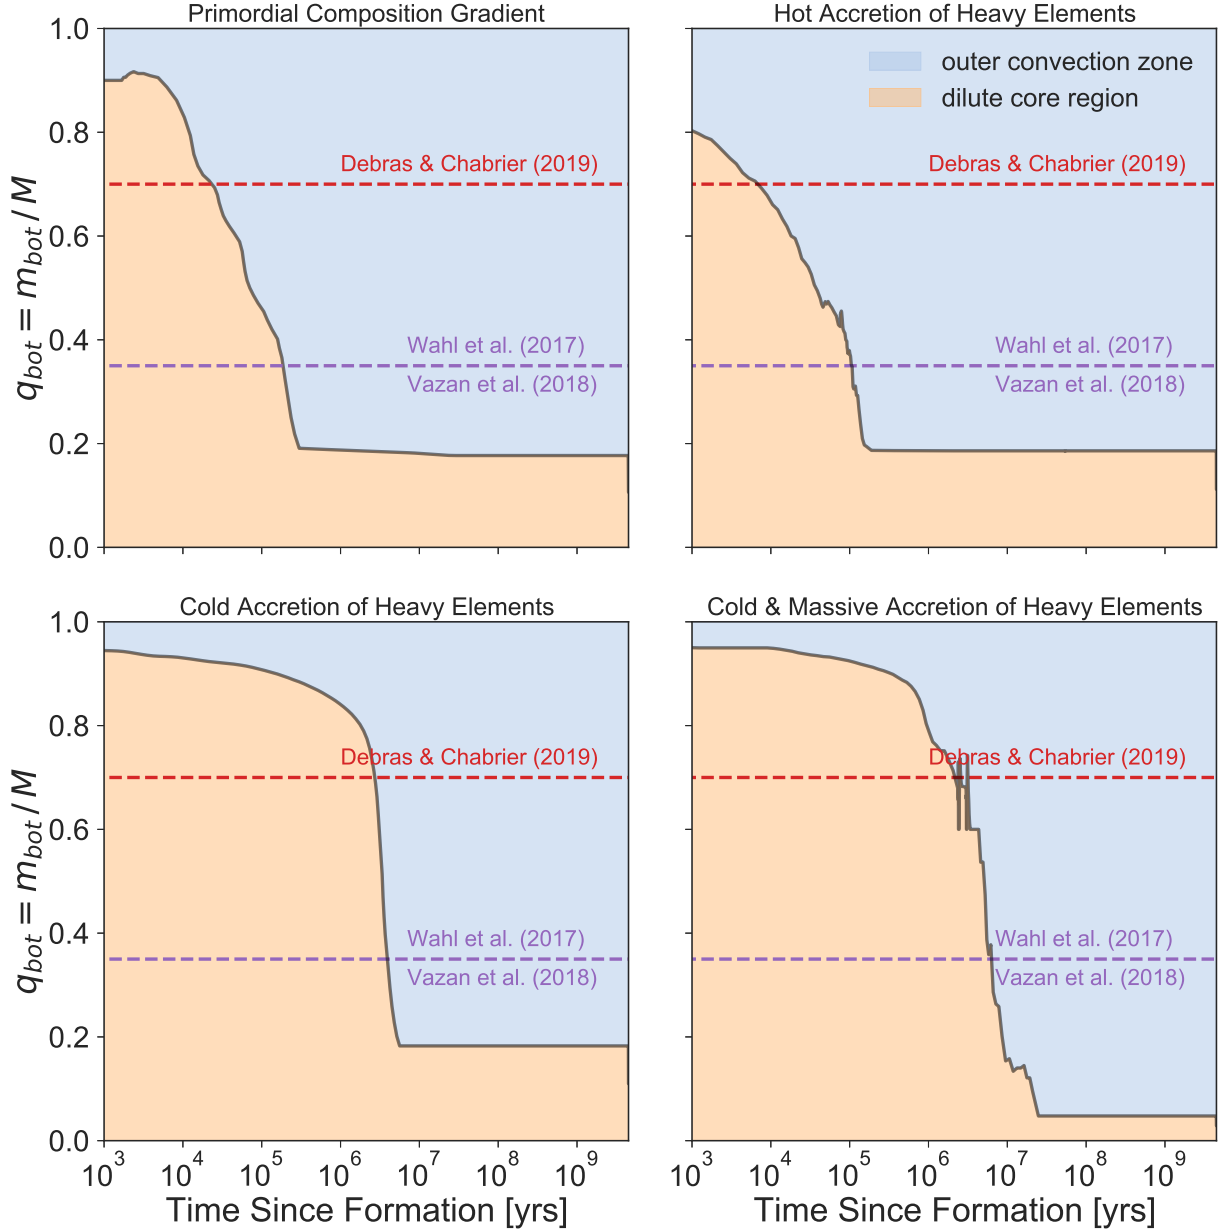 Primordial Composition Gradient
Hot Accretion of Heavy Elements
1.0
0.8
0.6
0.4
0.2
0.0
q_bot = m_bot / M
Debras & Chabrier (2019)
Wahl et al. (2017)
Vazan et al. (2018)
outer convection zone
dilute core region
Debras & Chabrier (2019)
Wahl et al. (2017)
Vazan et al. (2018)
Cold Accretion of Heavy Elements
Cold & Massive Accretion of Heavy Elements
1.0
0.8
0.6
0.4
0.2
0.0
q_bot = m_bot / M
Debras & Chabrier (2019)
Wahl et al. (2017)
Vazan et al. (2018)
Debras & Chabrier (2019)
Wahl et al. (2017)
Vazan et al. (2018)
10^3 10^4 10^5 10^6 10^7 10^8 10^9
10^3 10^4 10^5 10^6 10^7 10^8 10^9
Time Since Formation [yrs]
Time Since Formation [yrs]